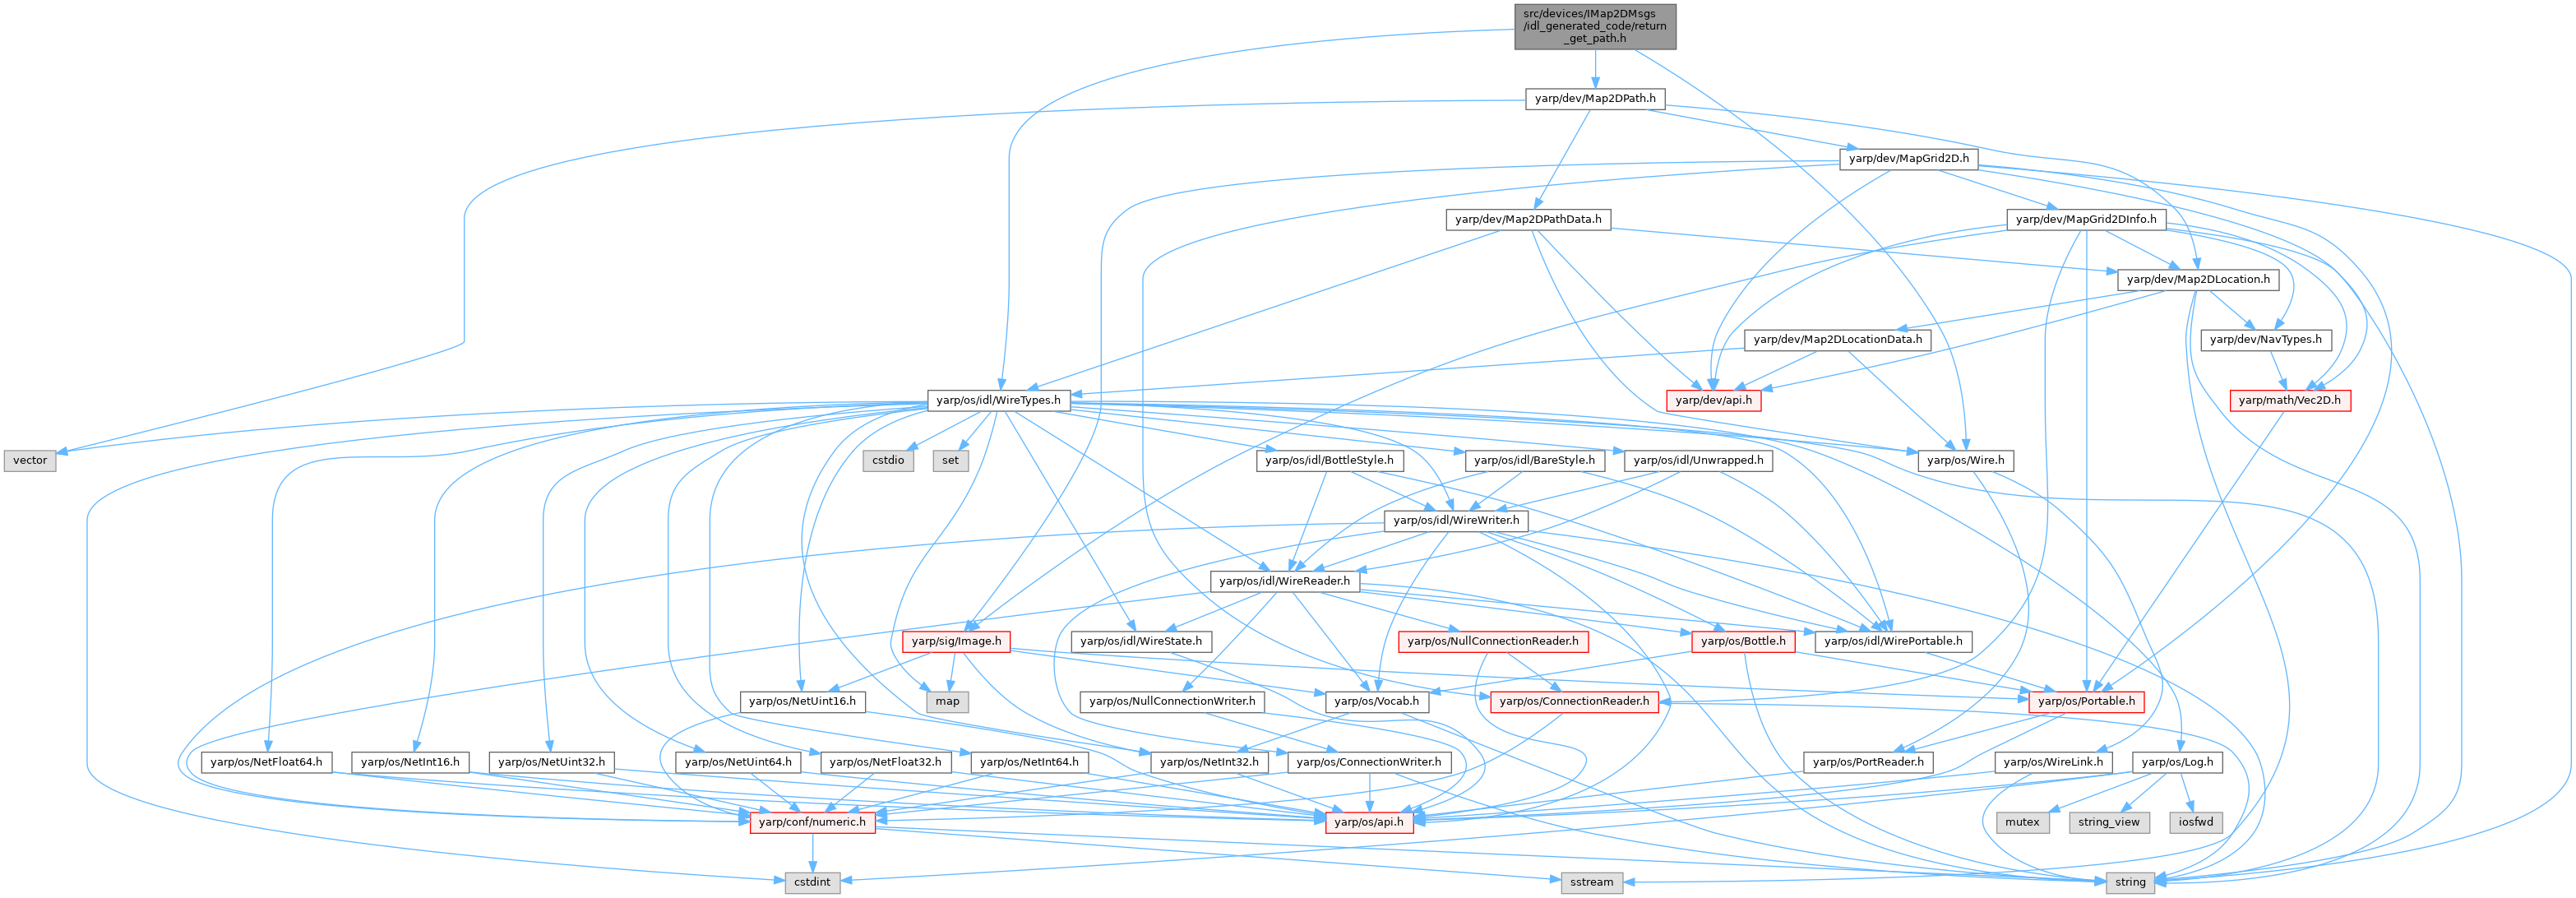 src/devices/IMap2DMsgs
/idl_generated_code/return
_get_path.h
yarp/dev/Map2DPath.h
yarp/dev/MapGrid2D.h
yarp/dev/Map2DPathData.h
yarp/dev/MapGrid2DInfo.h
yarp/dev/Map2DLocation.h
yarp/dev/Map2DLocationData.h
yarp/dev/NavTypes.h
yarp/os/idl/WireTypes.h
yarp/dev/api.h
yarp/math/Vec2D.h
vector
cstdio
set
yarp/os/idl/BottleStyle.h
yarp/os/idl/BareStyle.h
yarp/os/idl/Unwrapped.h
yarp/os/Wire.h
yarp/os/idl/WireWriter.h
yarp/os/idl/WireReader.h
yarp/sig/Image.h
yarp/os/idl/WireState.h
yarp/os/NullConnectionReader.h
yarp/os/Bottle.h
yarp/os/idl/WirePortable.h
yarp/os/NetUint16.h
map
yarp/os/NullConnectionWriter.h
yarp/os/Vocab.h
yarp/os/ConnectionReader.h
yarp/os/Portable.h
yarp/os/NetFloat64.h
yarp/os/NetInt16.h
yarp/os/NetUint32.h
yarp/os/NetUint64.h
yarp/os/NetFloat32.h
yarp/os/NetInt64.h
yarp/os/NetInt32.h
yarp/os/ConnectionWriter.h
yarp/os/PortReader.h
yarp/os/WireLink.h
yarp/os/Log.h
yarp/conf/numeric.h
yarp/os/api.h
mutex
string_view
iosfwd
cstdint
sstream
string